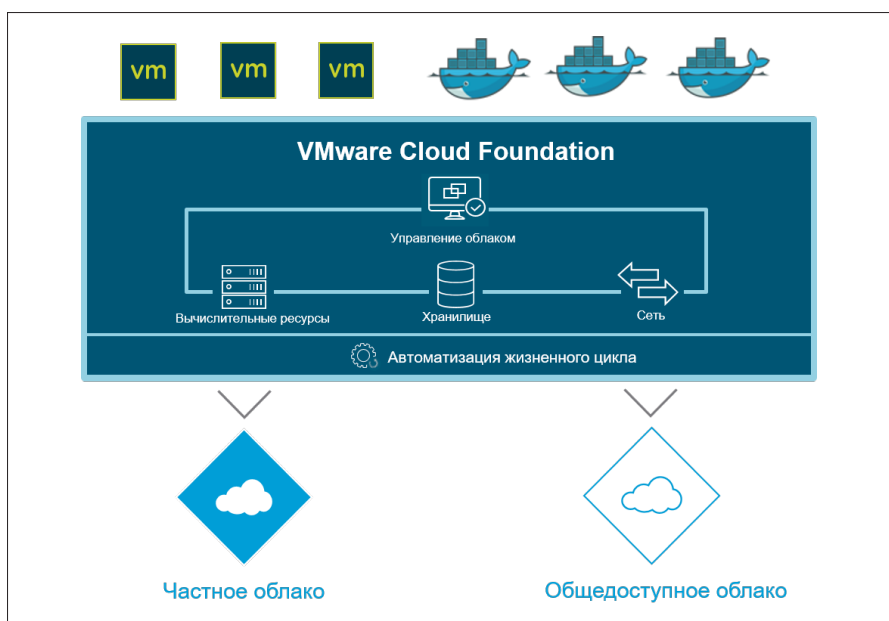 vm vm vm
VMware Cloud Foundation
Управление облаком
Вычислительные ресурсы Хранилище Сеть
Автоматизация жизненного цикла
Частное облако Общедоступное облако